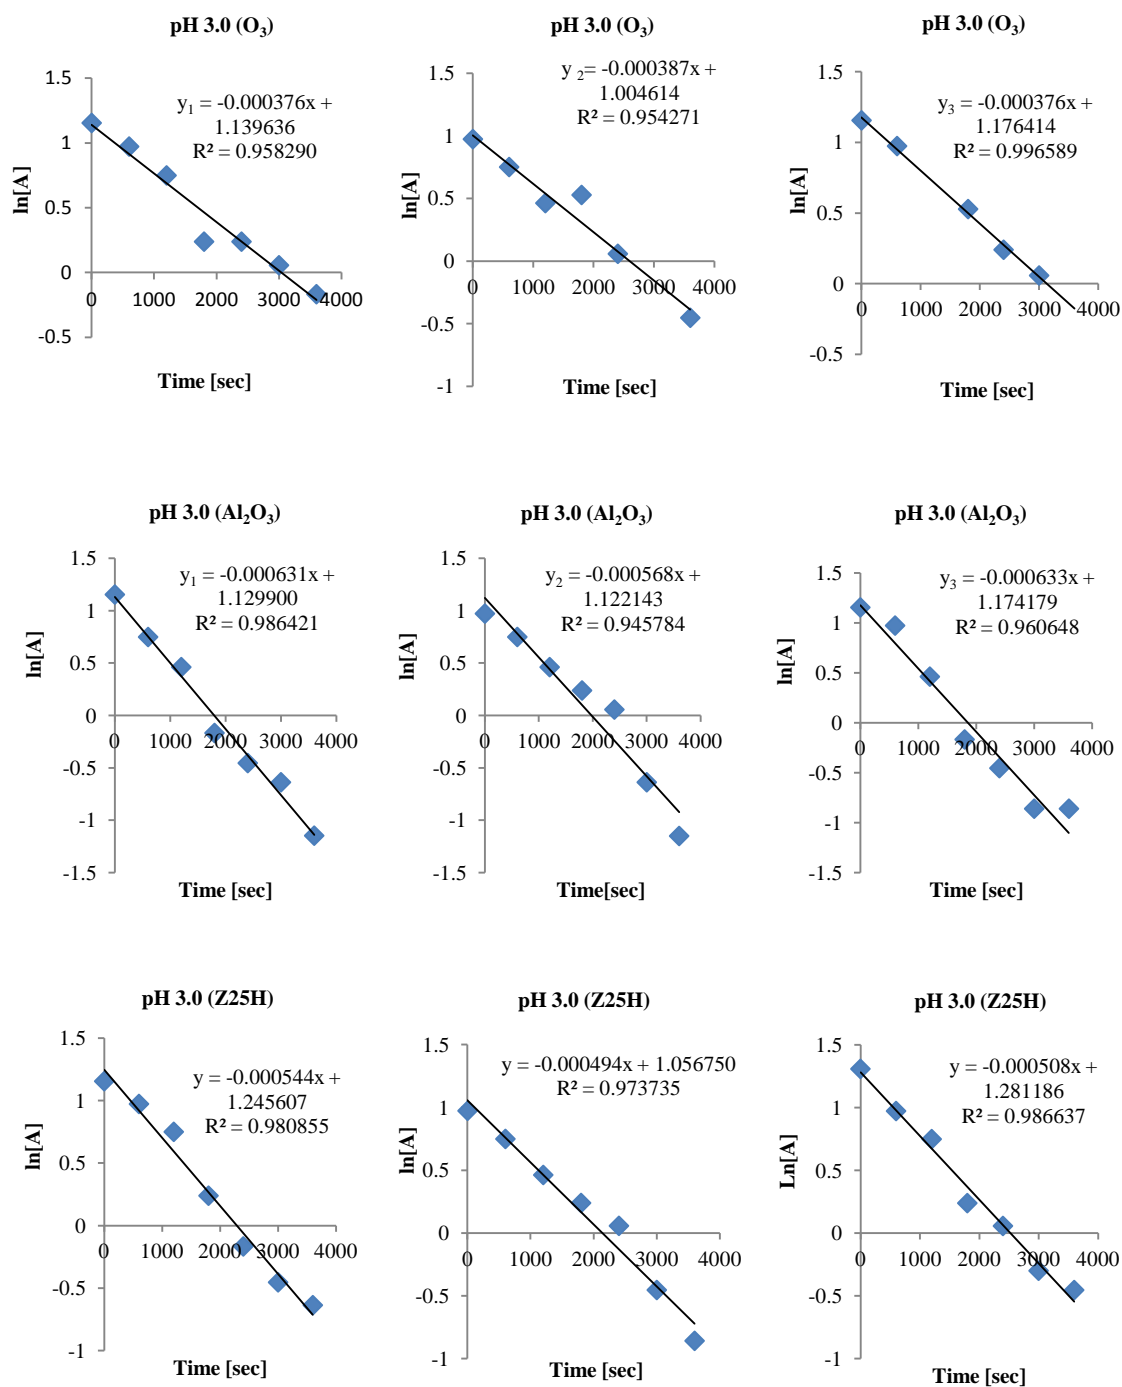 pH 3.0 (O₃)
1.5
1
0.5
0
-0.5
0
1000
2000
3000
4000
ln[A]
Time [sec]
y₁ = -0.000376x +
1.139636
R² = 0.958290
pH 3.0 (O₃)
1.5
1
0.5
0
-0.5
-1
0
1000
2000
3000
4000
ln[A]
Time [sec]
y ₂= -0.000387x +
1.004614
R² = 0.954271
pH 3.0 (O₃)
1.5
1
0.5
0
-0.5
0
1000
2000
3000
4000
ln[A]
Time [sec]
y₃ = -0.000376x +
1.176414
R² = 0.996589
pH 3.0 (Al₂O₃)
1.5
1
0.5
0
-0.5
-1
-1.5
0
1000
2000
3000
4000
ln[A]
Time [sec]
y₁ = -0.000631x +
1.129900
R² = 0.986421
pH 3.0 (Al₂O₃)
1.5
1
0.5
0
-0.5
-1
-1.5
0
1000
2000
3000
4000
ln[A]
Time[sec]
y₂ = -0.000568x +
1.122143
R² = 0.945784
pH 3.0 (Al₂O₃)
1.5
1
0.5
0
-0.5
-1
-1.5
0
1000
2000
3000
4000
ln[A]
Time [sec]
y₃ = -0.000633x +
1.174179
R² = 0.960648
pH 3.0 (Z25H)
1.5
1
0.5
0
-0.5
-1
0
1000
2000
3000
4000
ln[A]
Time [sec]
y = -0.000544x +
1.245607
R² = 0.980855
pH 3.0 (Z25H)
1.5
1
0.5
0
-0.5
-1
0
1000
2000
3000
4000
ln[A]
Time [sec]
y = -0.000494x + 1.056750
R² = 0.973735
pH 3.0 (Z25H)
1.5
1
0.5
0
-0.5
-1
0
1000
2000
3000
4000
Ln[A]
Time [sec]
y = -0.000508x +
1.281186
R² = 0.986637